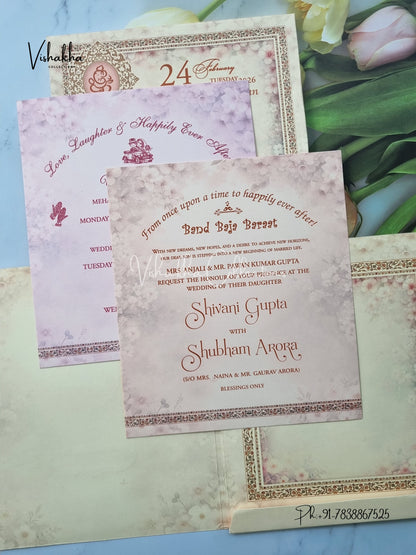 Vishakha
COLLECTION
24 February
TUESDAY 2026
Love, Laughter & Happily Ever After
MEHA
MONDAY
WEDD
TUESDAY
WE
From once upon a time to happily ever after!
Band Baja Baraat
WITH NEW DREAMS, NEW HOPES, AND A DESIRE TO ACHIEVE NEW HORIZONS,
OUR DEAR ONE IS STEPPING INTO A NEW BEGINNING OF MARRIED LIFE.
MRS. ANJALI & MR. PAWAN KUMAR GUPTA
REQUEST THE HONOUR OF YOUR PRESENCE AT THE
WEDDING OF THEIR DAUGHTER
Shivani Gupta
WITH
Shubham Arora
(S/O MRS. NAINA & MR. GAURAV ARORA)
BLESSINGS ONLY
Ph. +91-7838867525